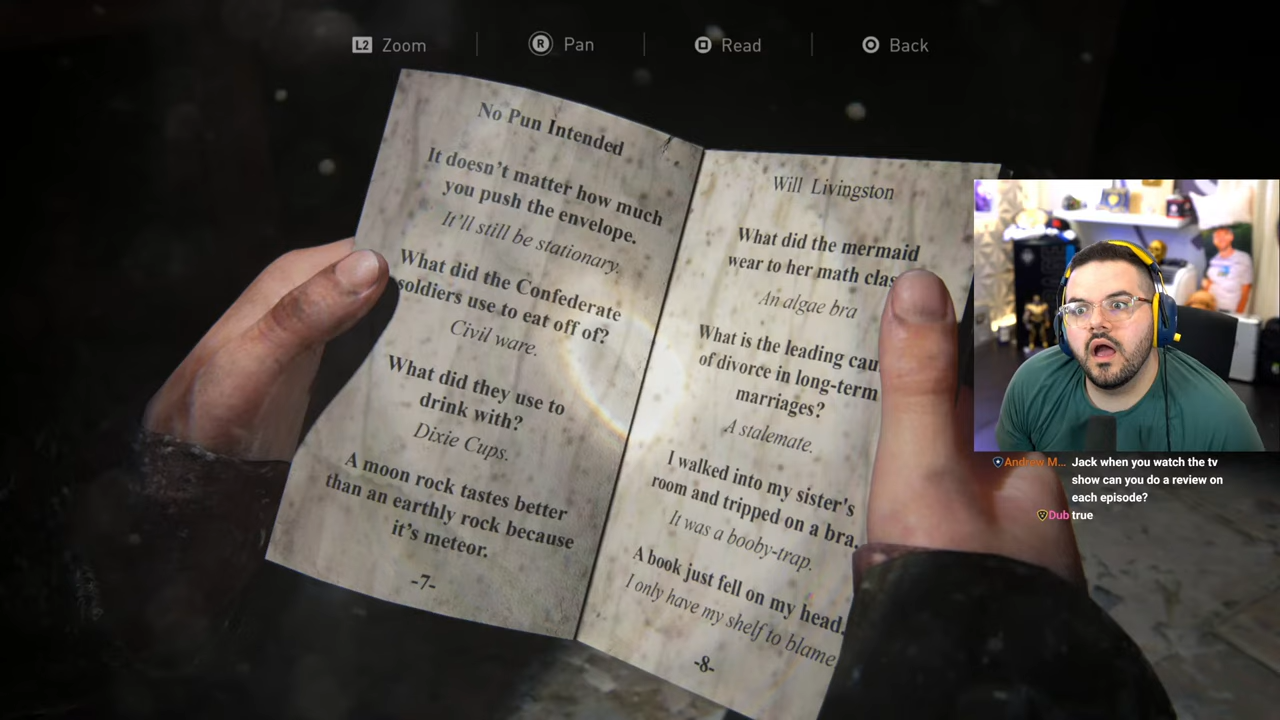 L2 Zoom
R Pan
Read
Back
No Pun Intended
It doesn't matter how much
you push the envelope.
It'll still be stationary.
What did the Confederate
soldiers use to eat off of?
Civil ware.
What did they use to
drink with?
Dixie Cups.
A moon rock tastes better
than an earthly rock because
it's meteor.
-7-
Will Livingston
What did the mermaid
wear to her math clas
An algae bra
What is the leading cau
of divorce in long-term
marriages?
A stalemate.
I walked into my sister's
room and tripped on a bra.
It was a booby-trap.
A book just fell on my head.
I only have my shelf to blame
-8-
Andrew M... Jack when you watch the tv
show can you do a review on
each episode?
Dub true